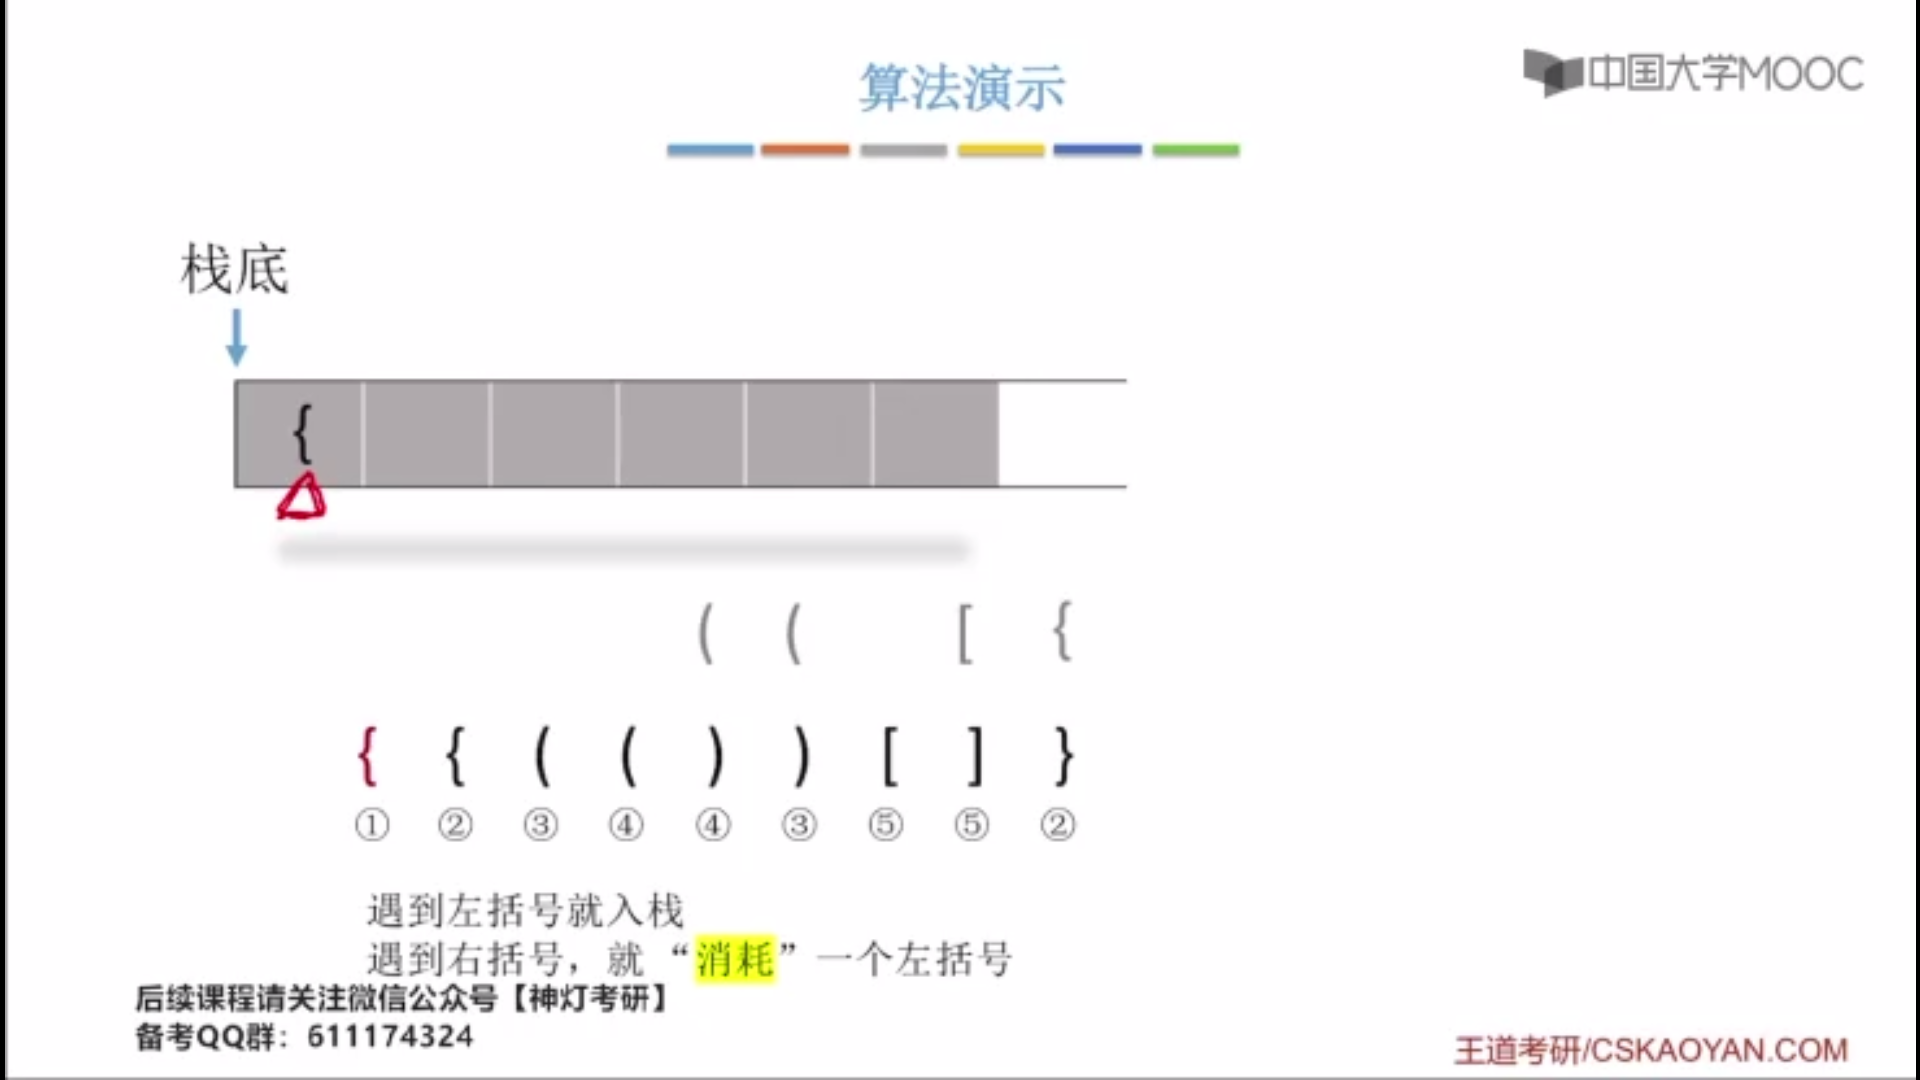 算法演示
中国大学MOOC
栈底
{
( ( [ {
{ { ( ( ) ) [ ] }
① ② ③ ④ ④ ③ ⑤ ⑤ ②
遇到左括号就入栈
遇到右括号，就“消耗”一个左括号
后续课程请关注微信公众号【神灯考研】
备考QQ群：611174324
王道考研/CSKAOYAN.COM